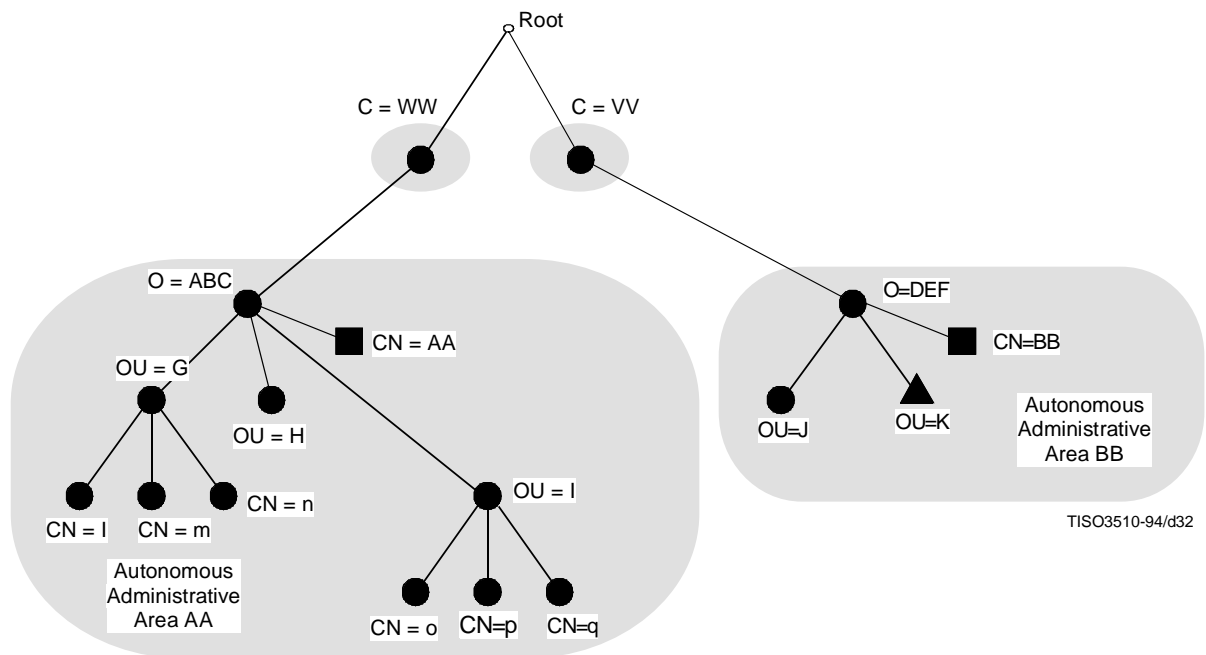 Root
C = WW
C = VV
O = ABC
O=DEF
CN = AA
CN=BB
OU = G
OU = H
OU=J
OU=K
Autonomous
Administrative
Area BB
OU = I
CN = l
CN = m
CN = n
TISO3510-94/d32
Autonomous
Administrative
Area AA
CN = o
CN=p
CN=q